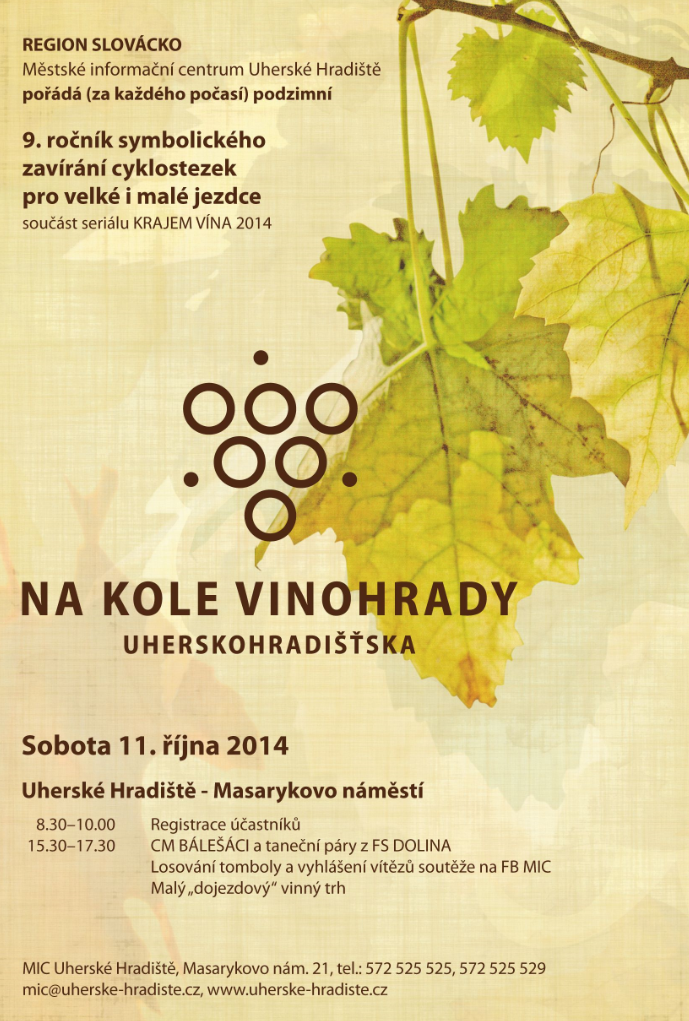 REGION SLOVÁCKO
Městské informační centrum Uherské Hradiště
pořádá (za každého počasí) podzimní
9. ročník symbolického
zavírání cyklostezek
pro velké i malé jezdce
součást seriálu KRAJEM VÍNA 2014
NA KOLE VINOHRADY
UHERSKOHRADIŠŤSKA
Sobota 11. října 2014
Uherské Hradiště - Masarykovo náměstí
8.30–10.00 Registrace účastníků
15.30–17.30 CM BÁLEŠÁCI a taneční páry z FS DOLINA
Losování tomboly a vyhlášení vítězů soutěže na FB MIC
Malý „dojezdový“ vinný trh
MIC Uherské Hradiště, Masarykovo nám. 21, tel.: 572 525 525, 572 525 529
mic@uherske-hradiste.cz, www.uherske-hradiste.cz